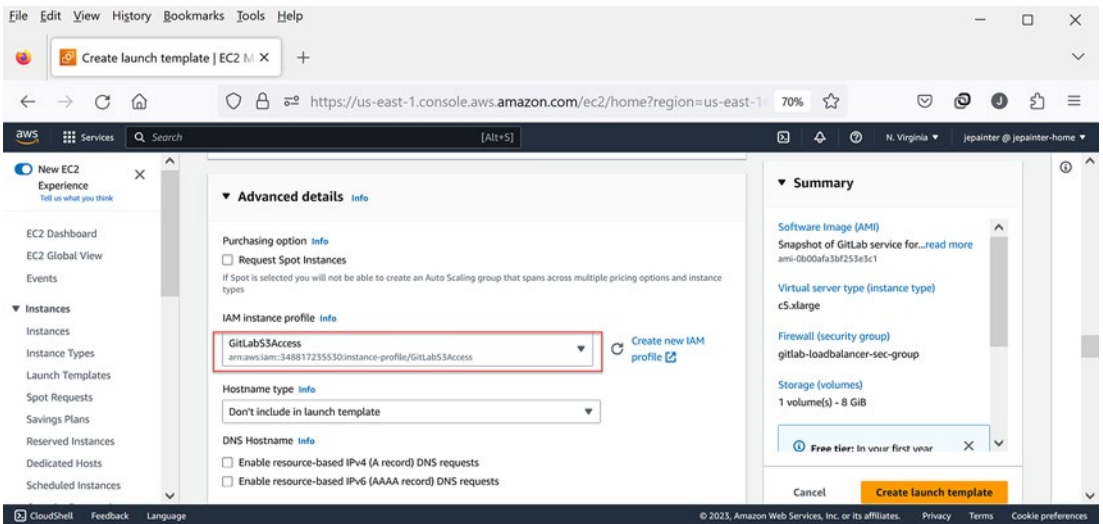 File Edit View History Bookmarks Tools Help
Create launch template | EC2 M
https://us-east-1.console.aws.amazon.com/ec2/home?region=us-east-1
70%
J
aws
Services
Search
[Alt+S]
N. Virginia
jepainter @ jepainter-home
New EC2
Experience
Tell us what you think
EC2 Dashboard
EC2 Global View
Events
Instances
Instances
Instance Types
Launch Templates
Spot Requests
Savings Plans
Reserved Instances
Dedicated Hosts
Scheduled Instances
Advanced details Info
Purchasing option Info
Request Spot Instances
If Spot is selected you will not be able to create an Auto Scaling group that spans across multiple pricing options and instance
types
IAM instance profile Info
GitLabS3Access
arn:aws:iam::348817235530:instance-profile/GitLabS3Access
Create new IAM
profile
Hostname type Info
Don't include in launch template
DNS Hostname Info
Enable resource-based IPv4 (A record) DNS requests
Enable resource-based IPv6 (AAAA record) DNS requests
Summary
Software Image (AMI)
Snapshot of GitLab service for...read more
ami-0b00afa3bf253e3c1
Virtual server type (instance type)
c5.xlarge
Firewall (security group)
gitlab-loadbalancer-sec-group
Storage (volumes)
1 volume(s) - 8 GiB
Free tier: In your first year
Cancel
Create launch template
CloudShell Feedback Language
© 2023, Amazon Web Services, Inc. or its affiliates. Privacy Terms Cookie preferences